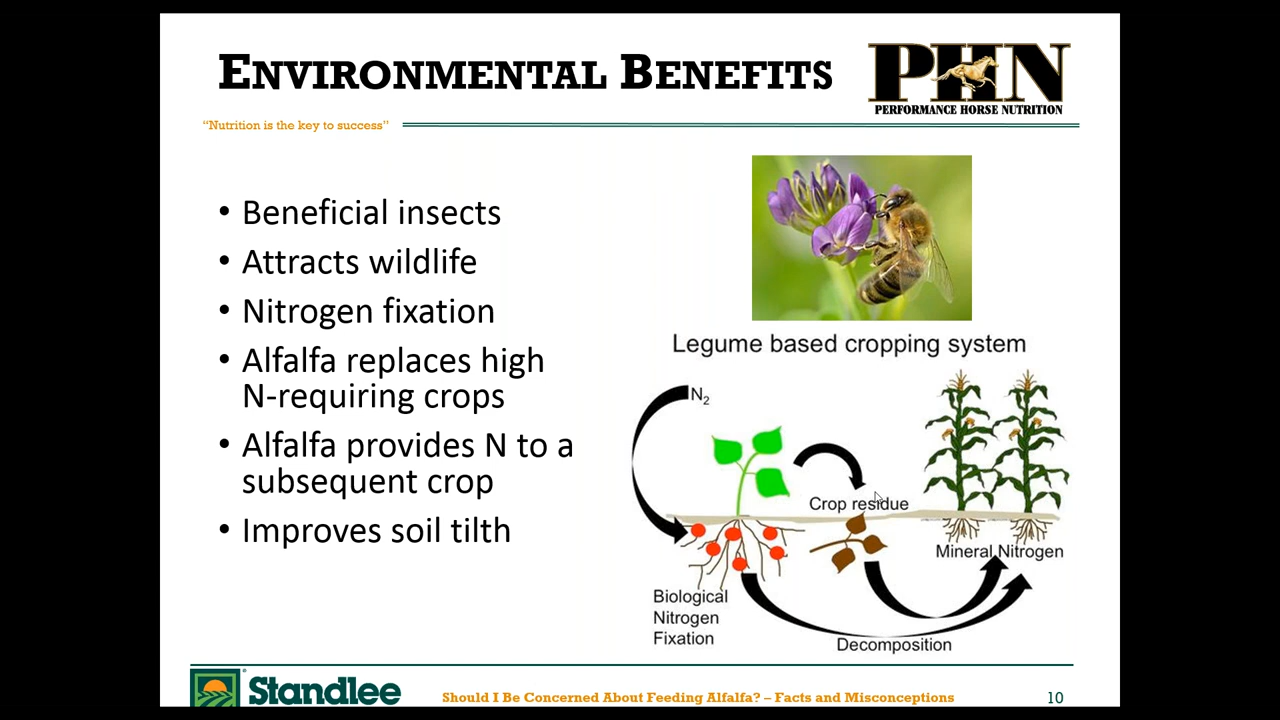 ENVIRONMENTAL BENEFITS
PHN
PERFORMANCE HORSE NUTRITION
“Nutrition is the key to success”
• Beneficial insects
• Attracts wildlife
• Nitrogen fixation
• Alfalfa replaces high
N-requiring crops
• Alfalfa provides N to a
subsequent crop
• Improves soil tilth
Legume based cropping system
N₂
Crop residue
Mineral Nitrogen
Biological
Nitrogen
Fixation
Decomposition
Standlee
Should I Be Concerned About Feeding Alfalfa? – Facts and Misconceptions
10